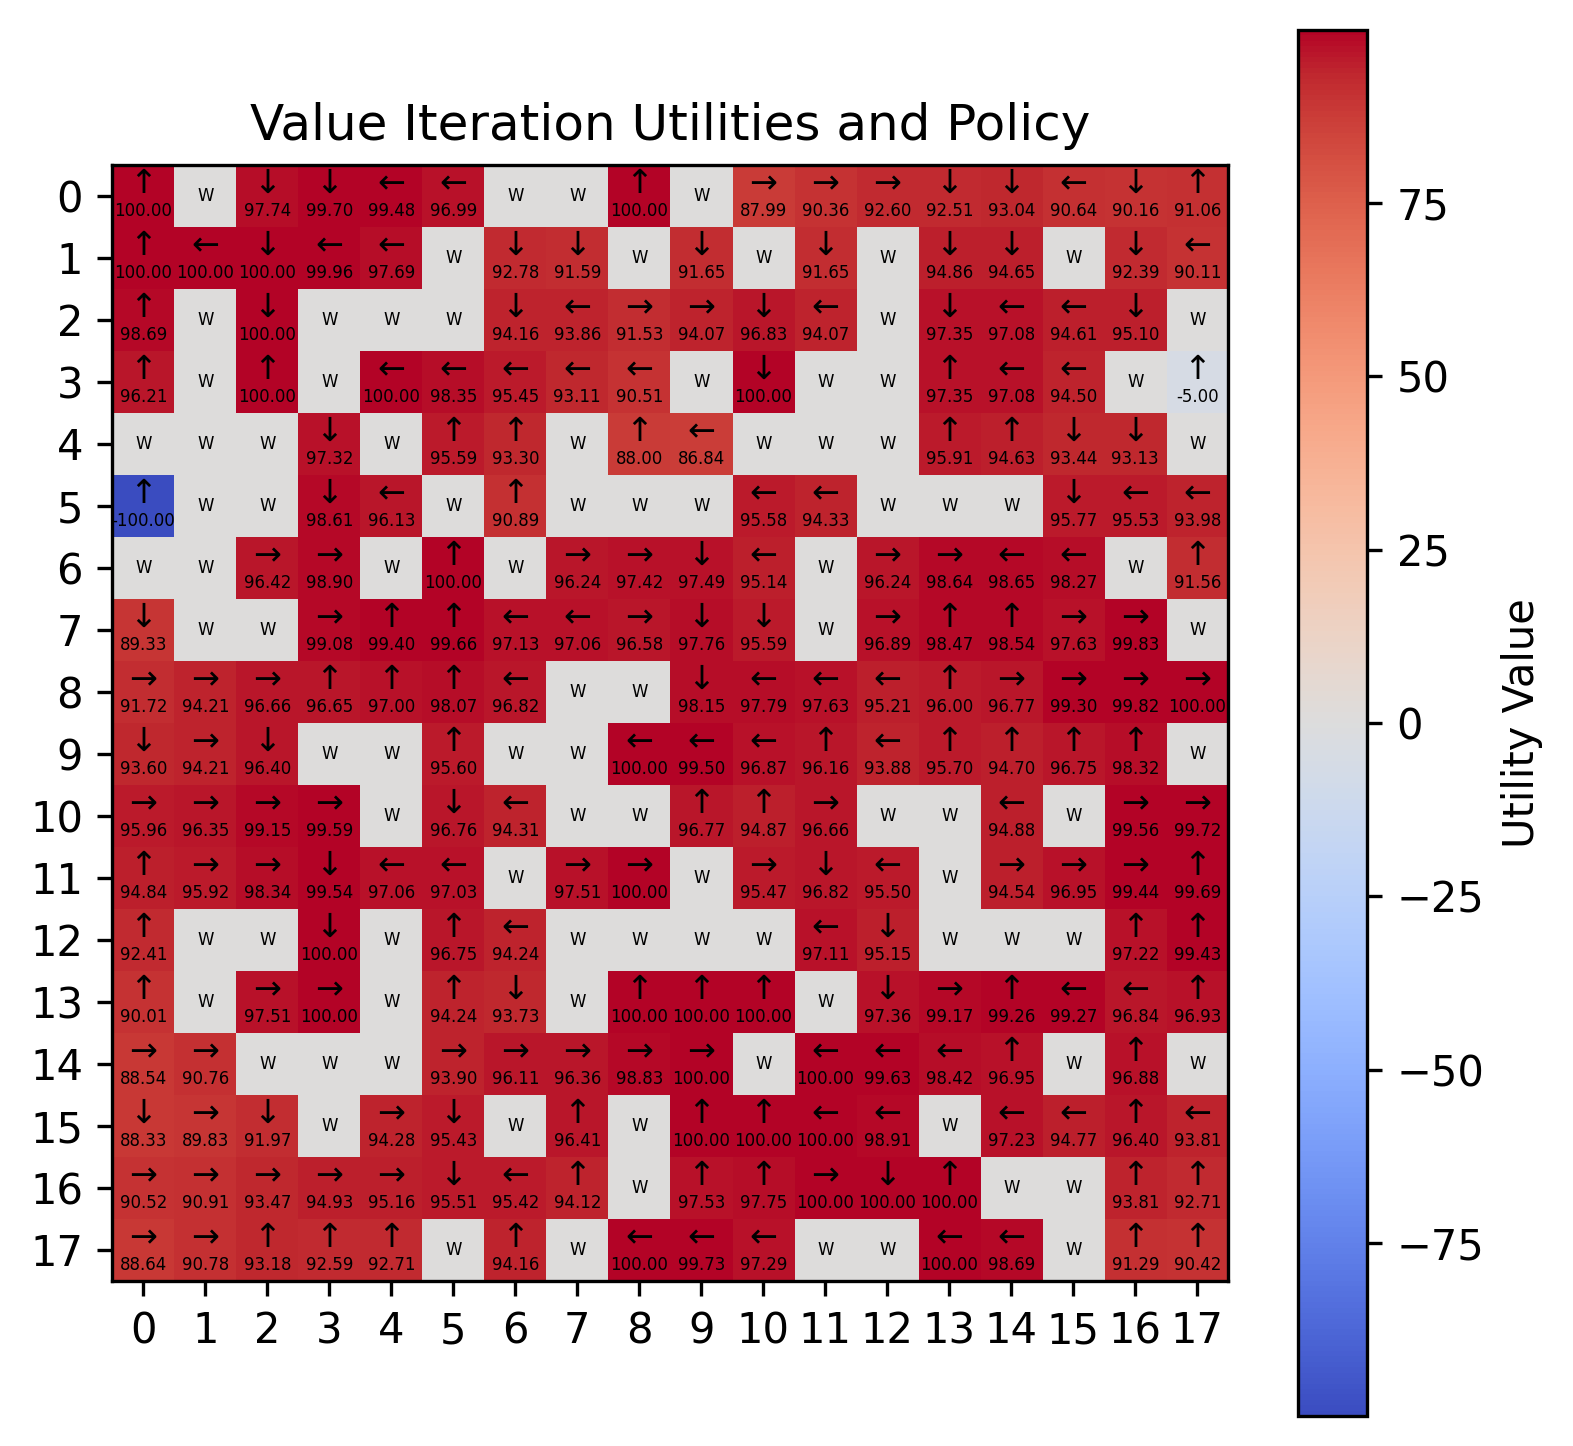 Value Iteration Utilities and Policy
0 ↑ W ↓ ↓ ← ← W W ↑ W → → → ↓ ↓ ← ↓ ↑
100.00 97.74 99.70 99.48 96.99 100.00 87.99 90.36 92.60 92.51 93.04 90.64 90.16 91.06
1 ↑ ← ↓ ← ← W ↓ ↓ W ↓ W ↓ W ↓ ↓ W ↓ ←
100.00 100.00 100.00 99.96 97.69 92.78 91.59 91.65 91.65 94.86 94.65 92.39 90.11
2 ↑ W ↓ W W W ↓ ← → → ↓ ← W ↓ ← ← ↓ W
98.69 100.00 94.16 93.86 91.53 94.07 96.83 94.07 97.35 97.08 94.61 95.10
3 ↑ W ↑ W ← ← ← ← ← W ↓ W W ↑ ← ← W ↑
96.21 100.00 100.00 98.35 95.45 93.11 90.51 100.00 97.35 97.08 94.50 -5.00
4 W W W ↓ W ↑ ↑ W ↑ ← W W W ↑ ↑ ↓ ↓ W
97.32 95.59 93.30 88.00 86.84 95.91 94.63 93.44 93.13
5 ↑ W W ↓ ← W ↑ W W W ← ← W W W ↓ ← ←
-100.00 98.61 96.13 90.89 95.58 94.33 95.77 95.53 93.98
6 W W → → W ↑ W → → ↓ ← W → → ← ← W ↑
96.42 98.90 100.00 96.24 97.42 97.49 95.14 96.24 98.64 98.65 98.27 91.56
7 ↓ W W → ↑ ↑ ← ← → ↓ ↓ W → ↑ ↑ → → W
89.33 99.08 99.40 99.66 97.13 97.06 96.58 97.76 95.59 96.89 98.47 98.54 97.63 99.83
8 → → → ↑ ↑ ↑ ← W W ↓ ← ← ← ↑ → → → →
91.72 94.21 96.66 96.65 97.00 98.07 96.82 98.15 97.79 97.63 95.21 96.00 96.77 99.30 99.82 100.00
9 ↓ → ↓ W W ↑ W W ← ← ← ↑ ← ↑ ↑ ↑ ↑ W
93.60 94.21 96.40 95.60 100.00 99.50 96.87 96.16 93.88 95.70 94.70 96.75 98.32
10 → → → → W ↓ ← W W ↑ ↑ → W W ← W → →
95.96 96.35 99.15 99.59 96.76 94.31 96.77 94.87 96.66 94.88 99.56 99.72
11 ↑ → → ↓ ← ← W → → W → ↓ ← W → → → ↑
94.84 95.92 98.34 99.54 97.06 97.03 97.51 100.00 95.47 96.82 95.50 94.54 96.95 99.44 99.69
12 ↑ W W ↓ W ↑ ← W W W W ← ↓ W W W ↑ ↑
92.41 100.00 96.75 94.24 97.11 95.15 97.22 99.43
13 ↑ W → → W ↑ ↓ W ↑ ↑ ↑ W ↓ → ↑ ← ← ↑
90.01 97.51 100.00 94.24 93.73 100.00 100.00 100.00 97.36 99.17 99.26 99.27 96.84 96.93
14 → → W W W → → → → → W ← ← ← ↑ W ↑ W
88.54 90.76 93.90 96.11 96.36 98.83 100.00 100.00 99.63 98.42 96.95 96.88
15 ↓ → ↓ W → ↓ W ↑ W ↑ ↑ ← ← W ← ← ↑ ←
88.33 89.83 91.97 94.28 95.43 96.41 100.00 100.00 100.00 98.91 97.23 94.77 96.40 93.81
16 → → → → → ↓ ← ↑ W ↑ ↑ → ↓ ↑ W W ↑ ↑
90.52 90.91 93.47 94.93 95.16 95.51 95.42 94.12 97.53 97.75 100.00 100.00 100.00 93.81 92.71
17 → → ↑ ↑ ↑ W ↑ W ← ← ← W W ← ← W ↑ ↑
88.64 90.78 93.18 92.59 92.71 94.16 100.00 99.73 97.29 100.00 98.69 91.29 90.42
0 1 2 3 4 5 6 7 8 9 10 11 12 13 14 15 16 17
75
50
25
0
−25
−50
−75
Utility Value